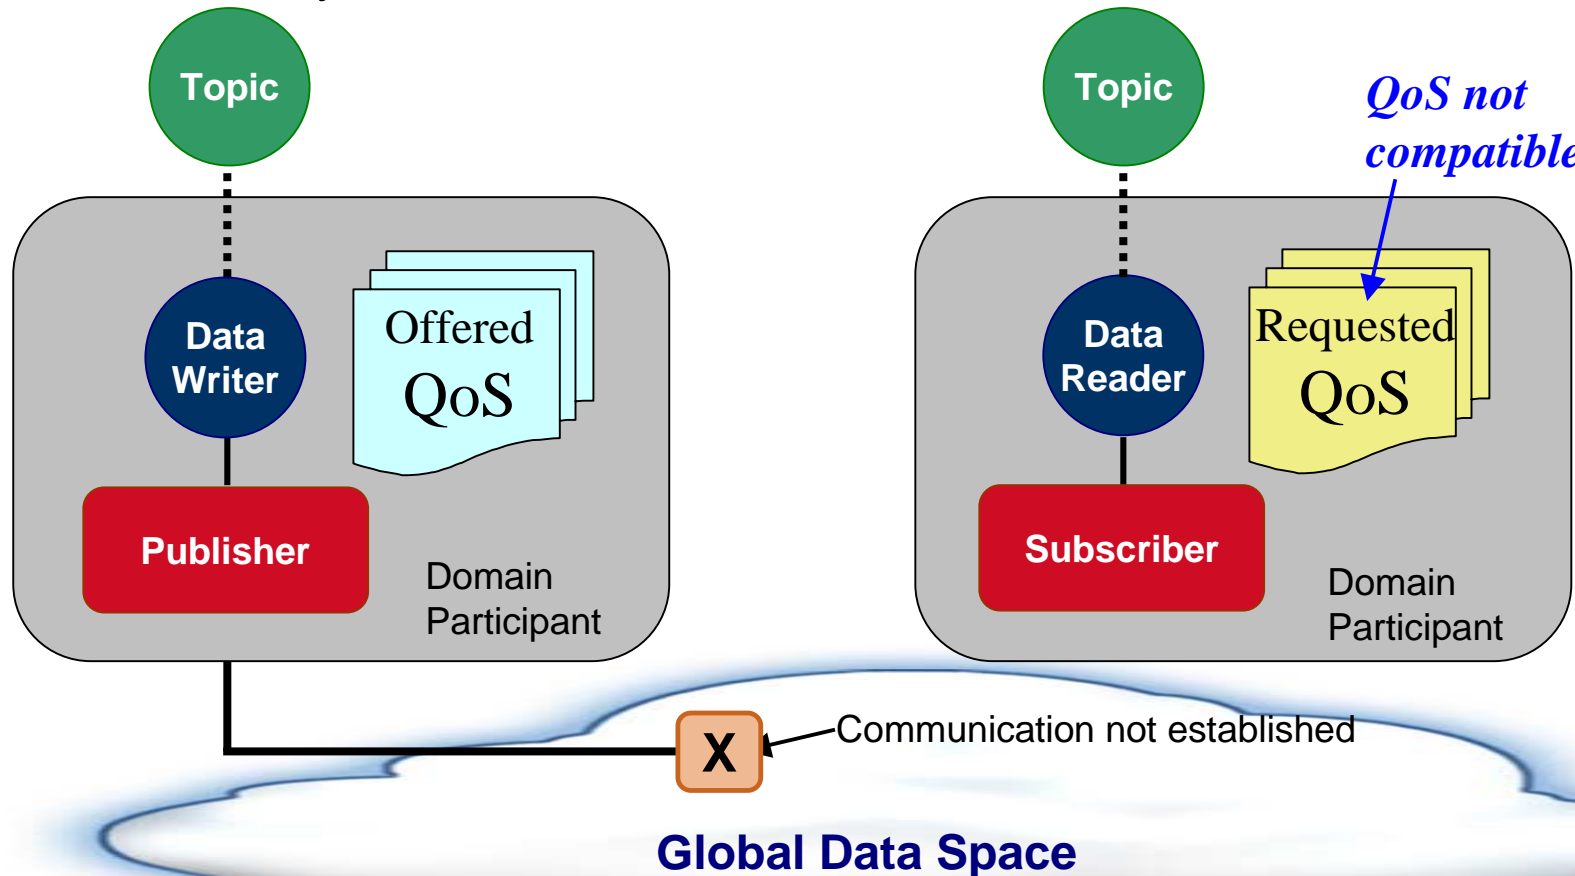 Topic
Topic
QoS not
compatible
Data
Writer
Offered
QoS
Data
Reader
Requested
QoS
Publisher
Domain
Participant
Subscriber
Domain
Participant
X
Communication not established
Global Data Space